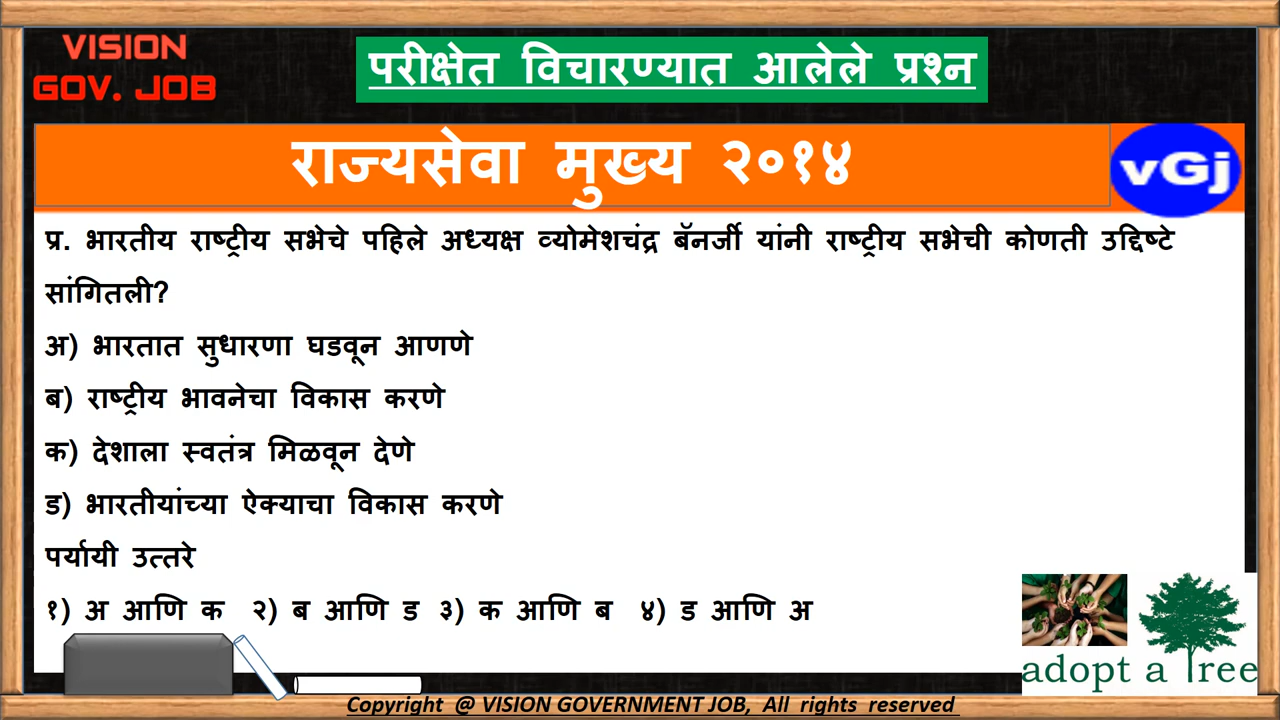 VISION
GOV. JOB
परीक्षेत विचारण्यात आलेले प्रश्न
राज्यसेवा मुख्य २०१४
vGj
प्र. भारतीय राष्ट्रीय सभेचे पहिले अध्यक्ष व्योमेशचंद्र बॅनर्जी यांनी राष्ट्रीय सभेची कोणती उद्दिष्टे
सांगितली?
अ) भारतात सुधारणा घडवून आणणे
ब) राष्ट्रीय भावनेचा विकास करणे
क) देशाला स्वतंत्र मिळवून देणे
ड) भारतीयांच्या ऐक्याचा विकास करणे
पर्यायी उत्तरे
१) अ आणि क २) ब आणि ड ३) क आणि ब ४) ड आणि अ
adopt a Tree
Copyright @ VISION GOVERNMENT JOB, All rights reserved